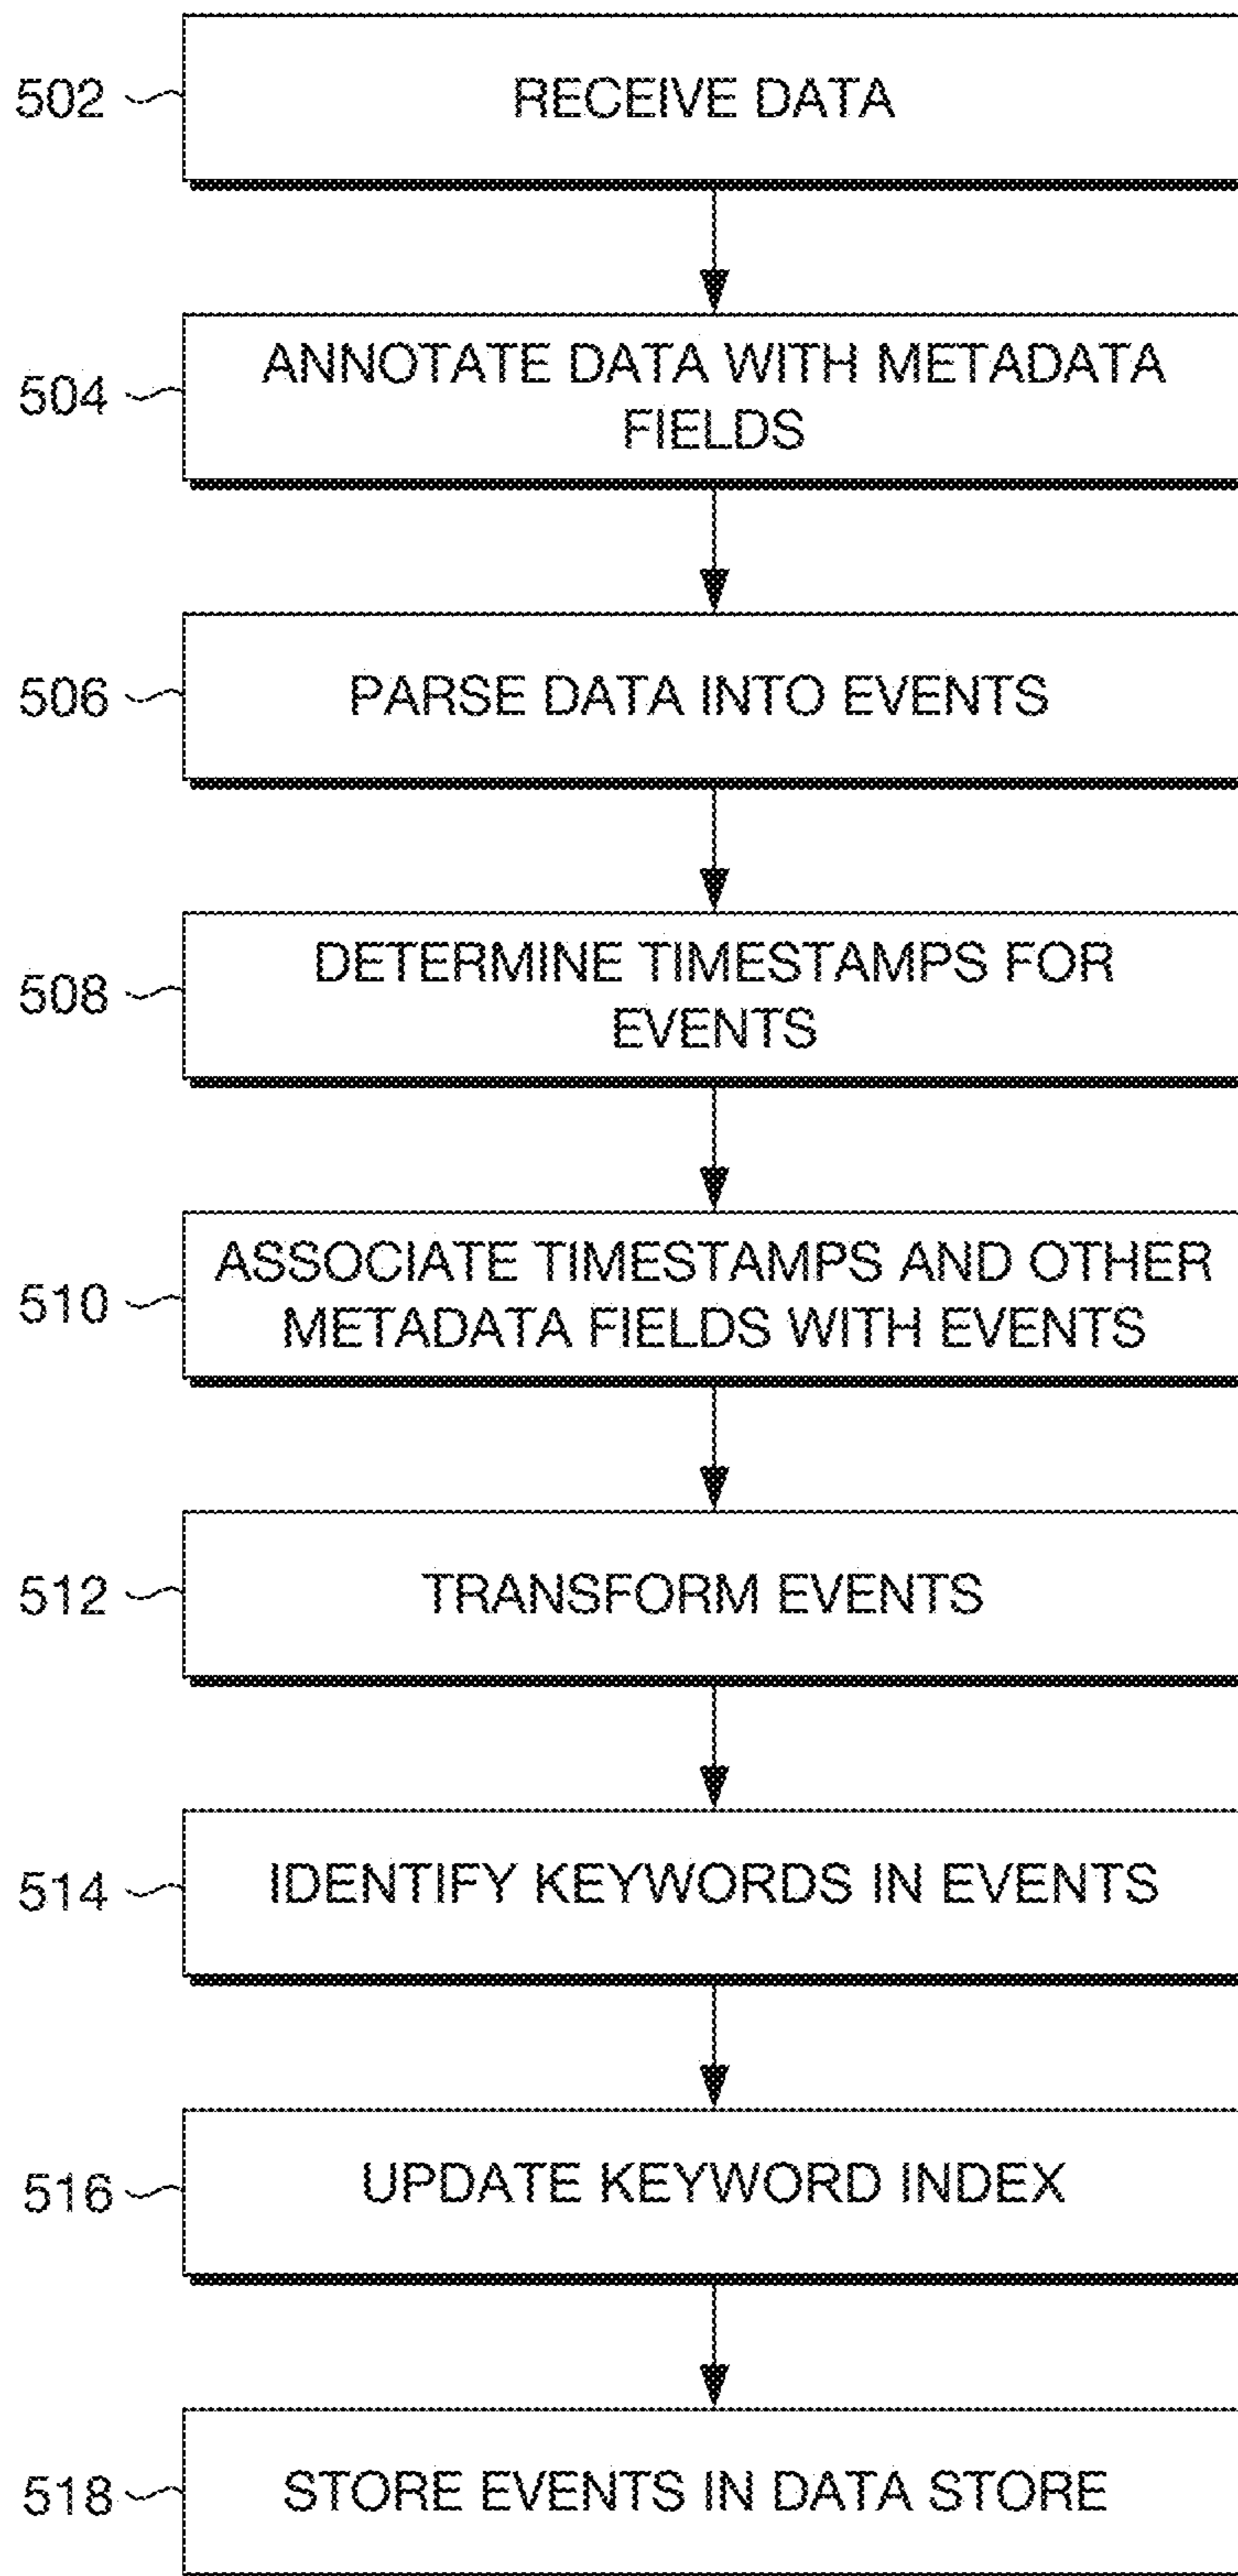 502
RECEIVE DATA
504
ANNOTATE DATA WITH METADATA
FIELDS
506
PARSE DATA INTO EVENTS
508
DETERMINE TIMESTAMPS FOR
EVENTS
510
ASSOCIATE TIMESTAMPS AND OTHER
METADATA FIELDS WITH EVENTS
512
TRANSFORM EVENTS
514
IDENTIFY KEYWORDS IN EVENTS
516
UPDATE KEYWORD INDEX
518
STORE EVENTS IN DATA STORE